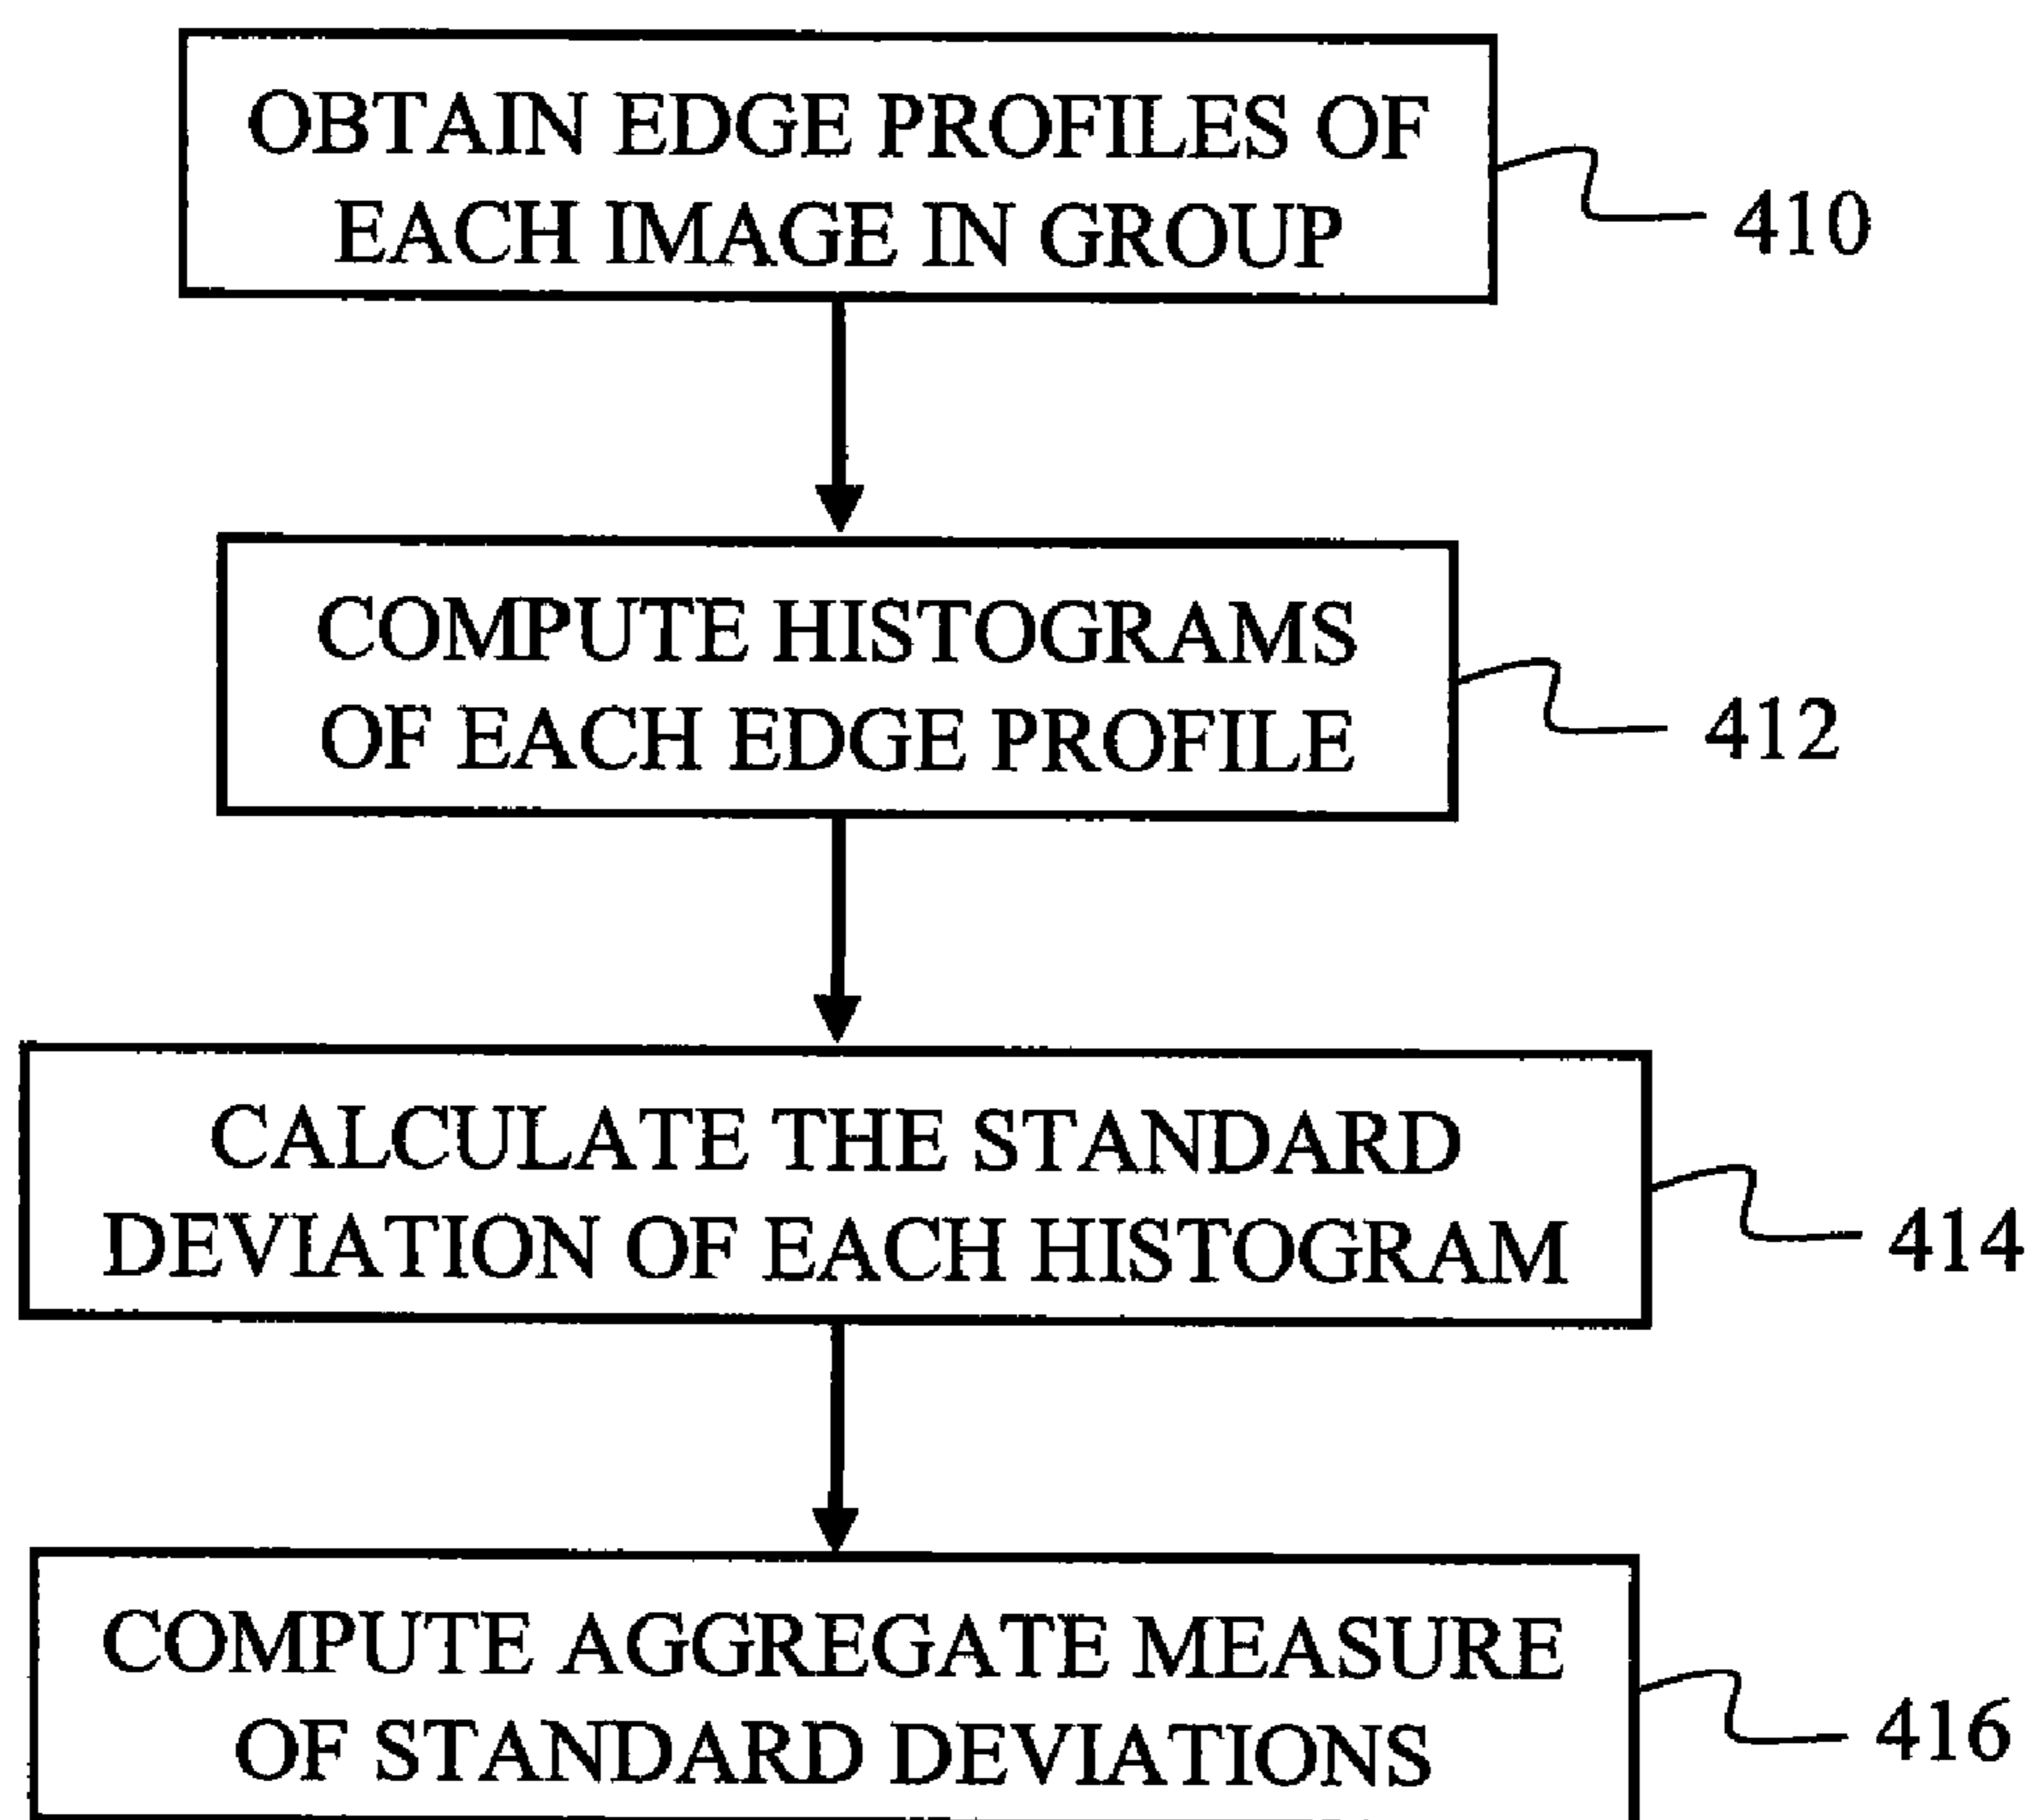 OBTAIN EDGE PROFILES OF
EACH IMAGE IN GROUP
410
COMPUTE HISTOGRAMS
OF EACH EDGE PROFILE
412
CALCULATE THE STANDARD
DEVIATION OF EACH HISTOGRAM
414
COMPUTE AGGREGATE MEASURE
OF STANDARD DEVIATIONS
416